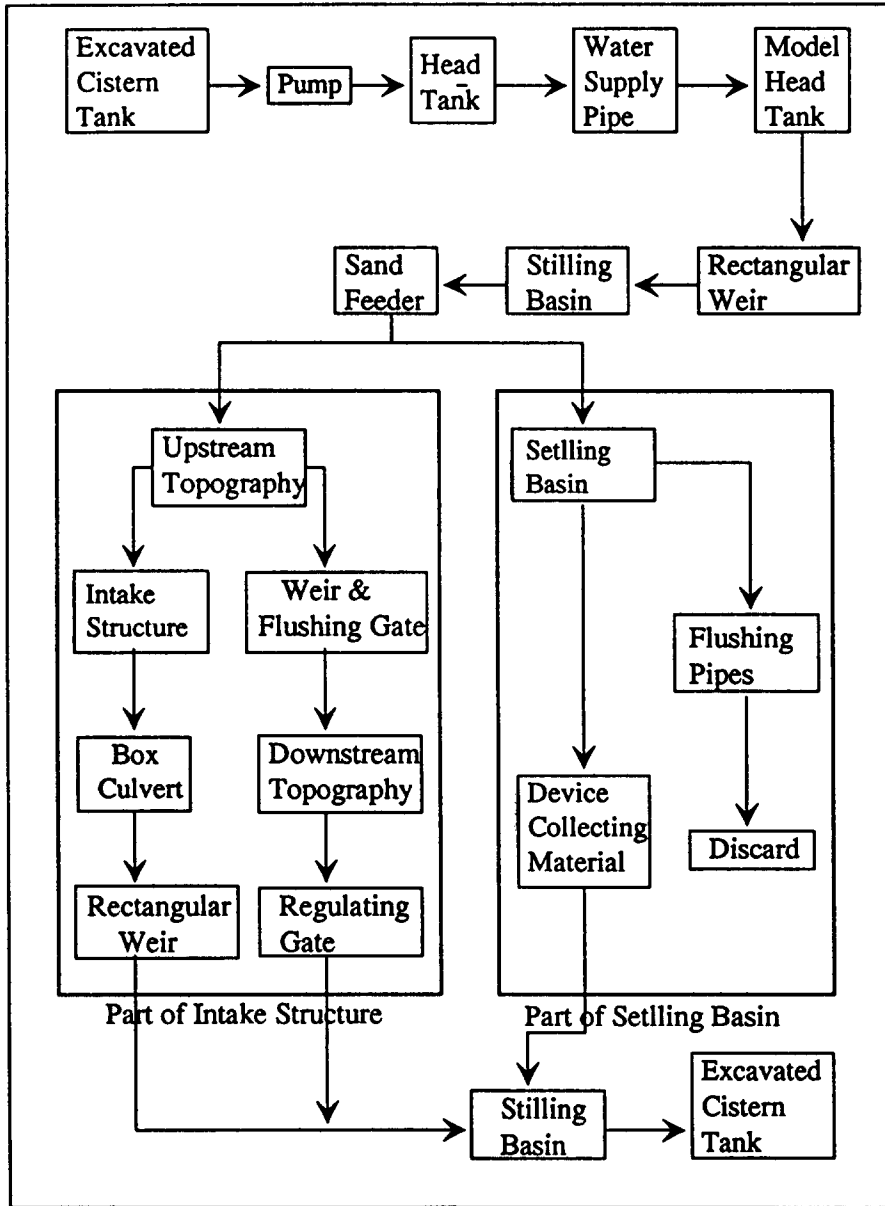 Excavated
Cistern
Tank
Pump
Head
Tank
Water
Supply
Pipe
Model
Head
Tank
Sand
Feeder
Stilling
Basin
Rectangular
Weir
Upstream
Topography
Setlling
Basin
Intake
Structure
Weir &
Flushing Gate
Flushing
Pipes
Box
Culvert
Downstream
Topography
Device
Collecting
Material
Discard
Rectangular
Weir
Regulating
Gate
Part of Intake Structure
Part of Setlling Basin
Stilling
Basin
Excavated
Cistern
Tank